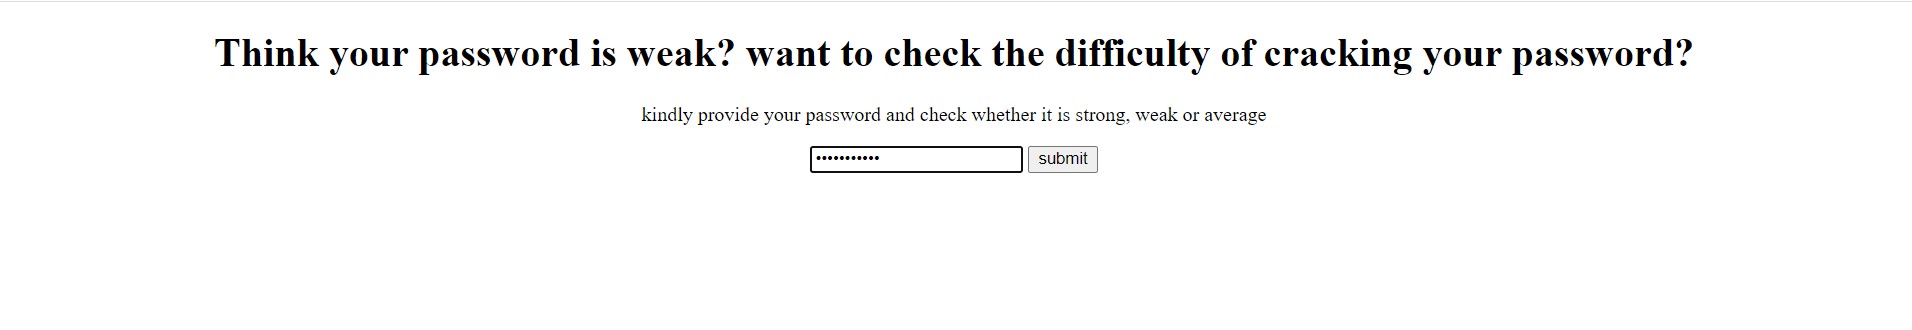 Think your password is weak? want to check the difficulty of cracking your password?
kindly provide your password and check whether it is strong, weak or average
••••••••••• submit